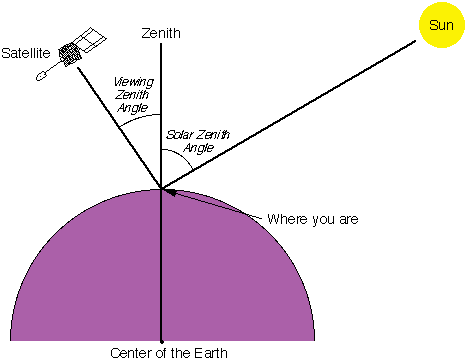 Sun
Zenith
Satellite
Viewing
Zenith
Angle
Solar Zenith
Angle
Where you are
Center of the Earth